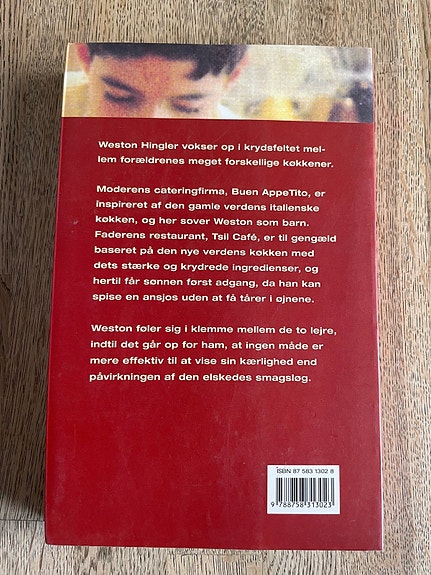 Weston Hingler vokser op i krydsfeltet mel-
lem forældrenes meget forskellige køkkener.
Moderens cateringfirma, Buen AppeTito, er
inspireret af den gamle verdens italienske
køkken, og her sover Weston som barn.
Faderens restaurant, Tsil Café, er til gengæld
baseret på den nye verdens køkken med
dets stærke og krydrede ingredienser, og
hertil får sønnen først adgang, da han kan
spise en ansjos uden at få tårer i øjnene.
Weston føler sig i klemme mellem de to lejre,
indtil det går op for ham, at ingen måde er
mere effektiv til at vise sin kærlighed end
påvirkningen af den elskedes smagsløg.
ISBN 87 583 1302 8
9 788758 313023